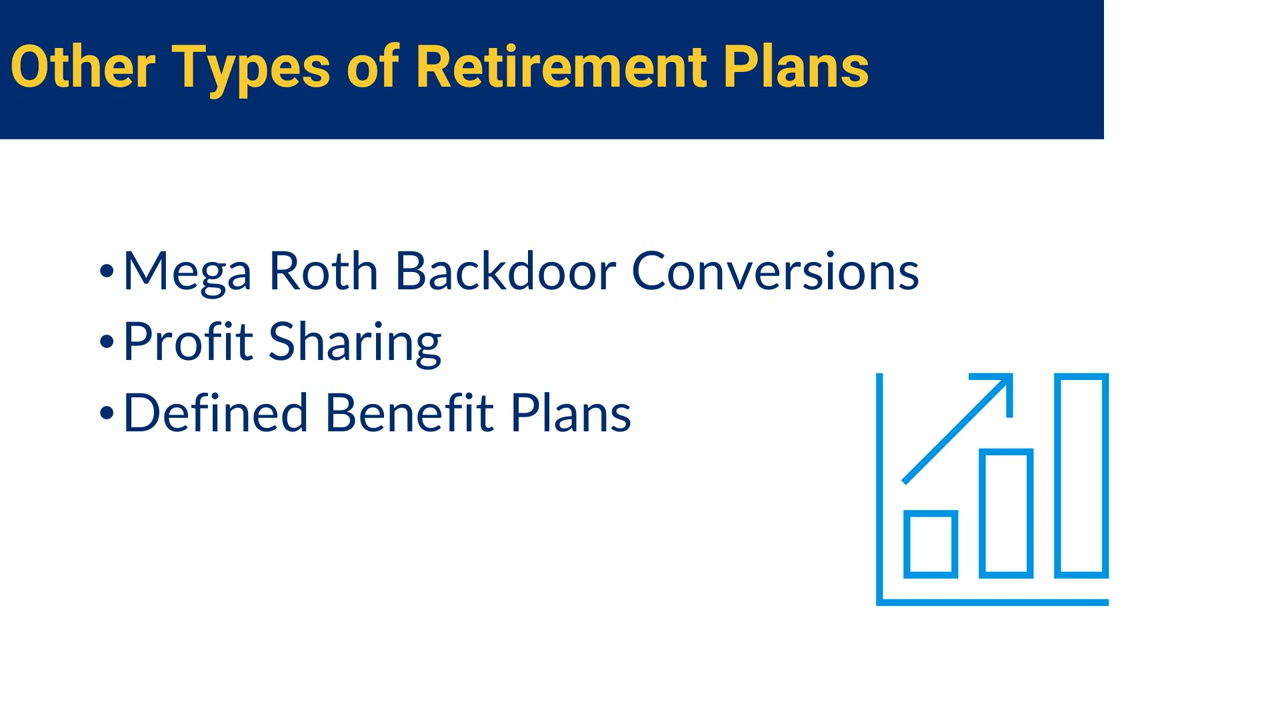 Other Types of Retirement Plans
•Mega Roth Backdoor Conversions
•Profit Sharing
•Defined Benefit Plans